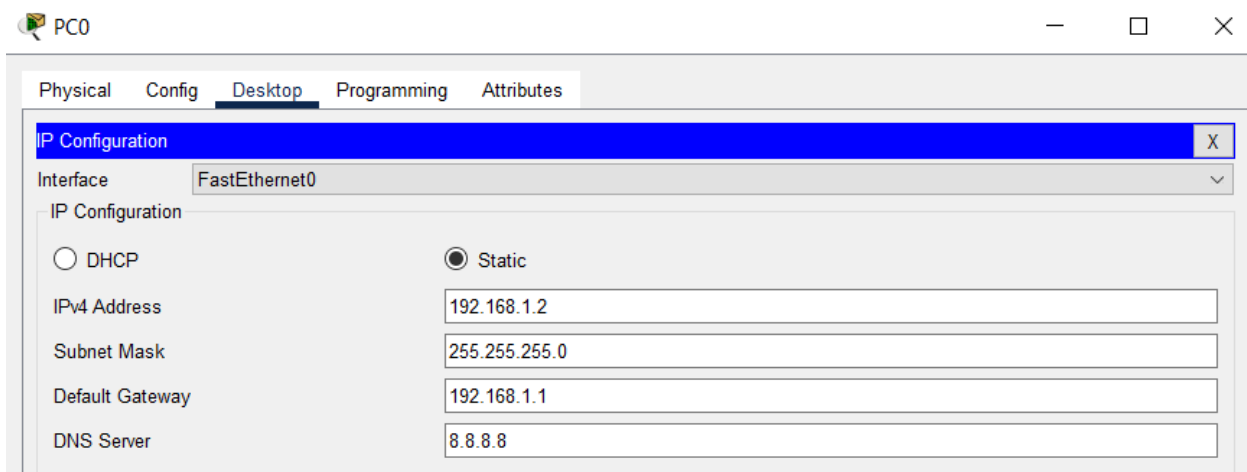 PC0
Physical Config Desktop Programming Attributes
IP Configuration X
Interface FastEthernet0
IP Configuration
DHCP Static
IPv4 Address 192.168.1.2
Subnet Mask 255.255.255.0
Default Gateway 192.168.1.1
DNS Server 8.8.8.8